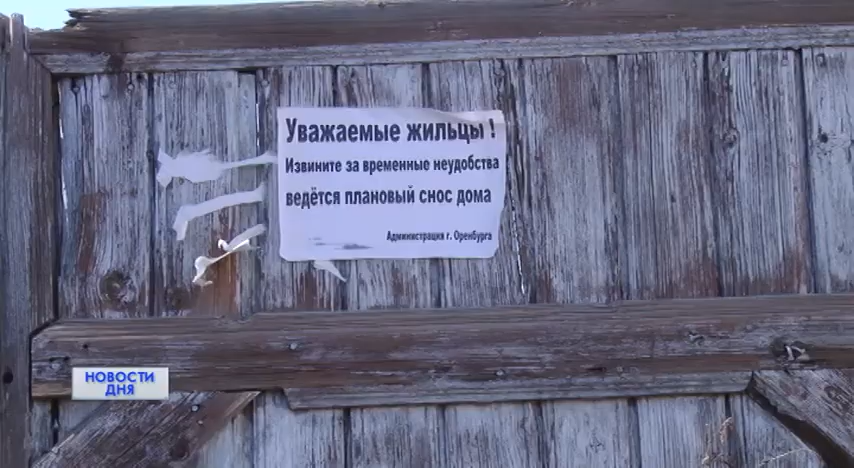 Уважаемые жильцы !
Извините за временные неудобства
ведётся плановый снос дома
Администрация г. Оренбурга
НОВОСТИ
ДНЯ